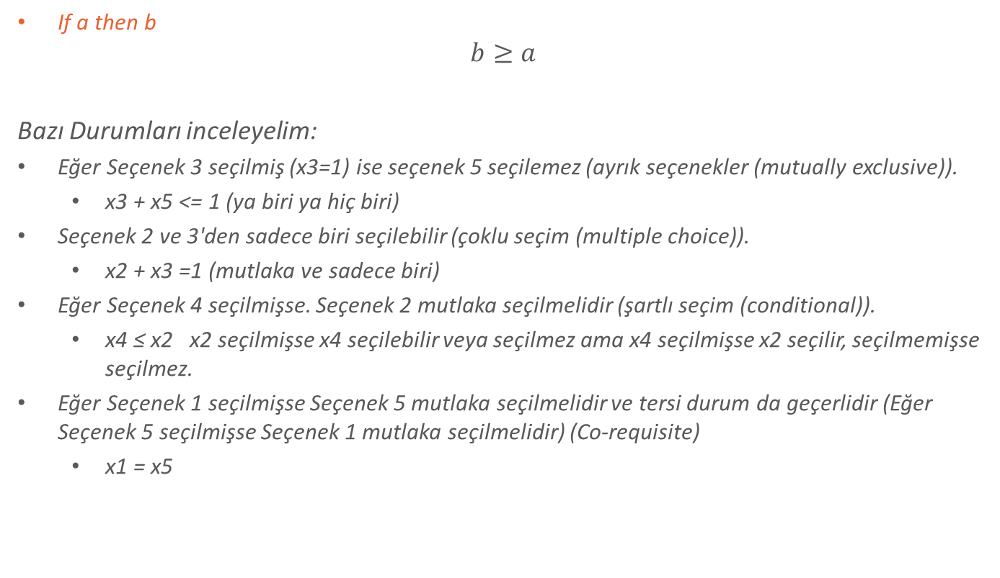 • If a then b
b ≥ a
Bazı Durumları inceleyelim:
• Eğer Seçenek 3 seçilmiş (x3=1) ise seçenek 5 seçilemez (ayrık seçenekler (mutually exclusive)).
• x3 + x5 <= 1 (ya biri ya hiç biri)
• Seçenek 2 ve 3'den sadece biri seçilebilir (çoklu seçim (multiple choice)).
• x2 + x3 =1 (mutlaka ve sadece biri)
• Eğer Seçenek 4 seçilmişse. Seçenek 2 mutlaka seçilmelidir (şartlı seçim (conditional)).
• x4 ≤ x2 x2 seçilmişse x4 seçilebilir veya seçilmez ama x4 seçilmişse x2 seçilir, seçilmemişse
seçilmez.
• Eğer Seçenek 1 seçilmişse Seçenek 5 mutlaka seçilmelidir ve tersi durum da geçerlidir (Eğer
Seçenek 5 seçilmişse Seçenek 1 mutlaka seçilmelidir) (Co-requisite)
• x1 = x5